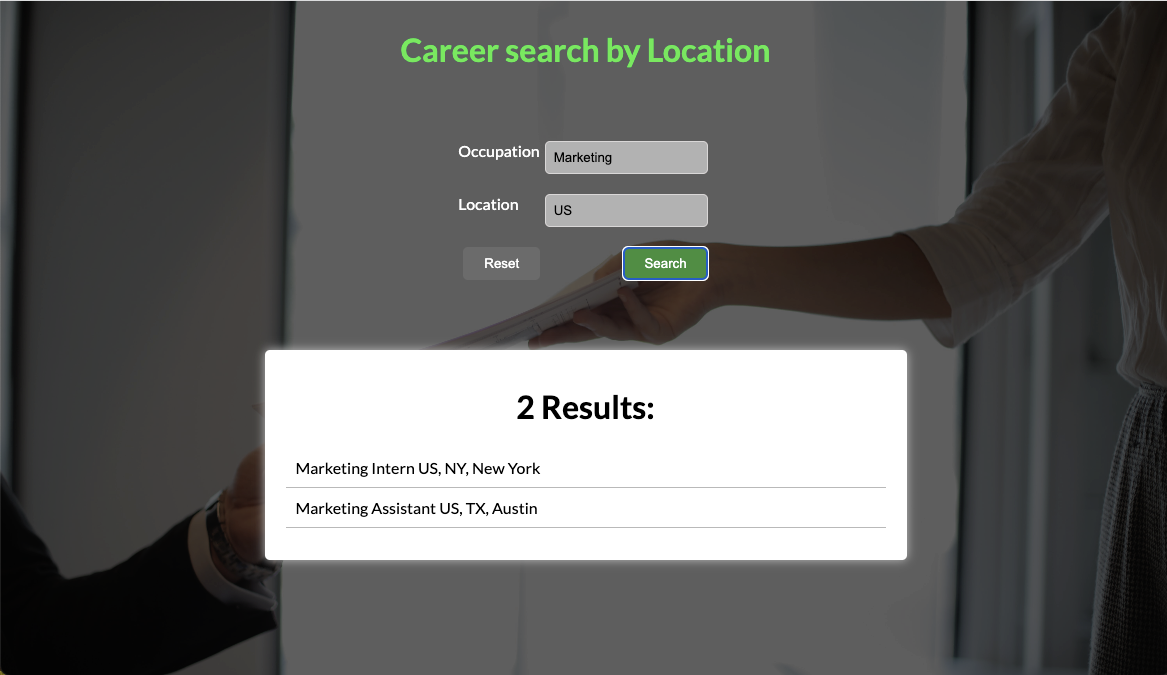 Career search by Location
Occupation Marketing
Location US
Reset Search
2 Results:
Marketing Intern US, NY, New York
Marketing Assistant US, TX, Austin